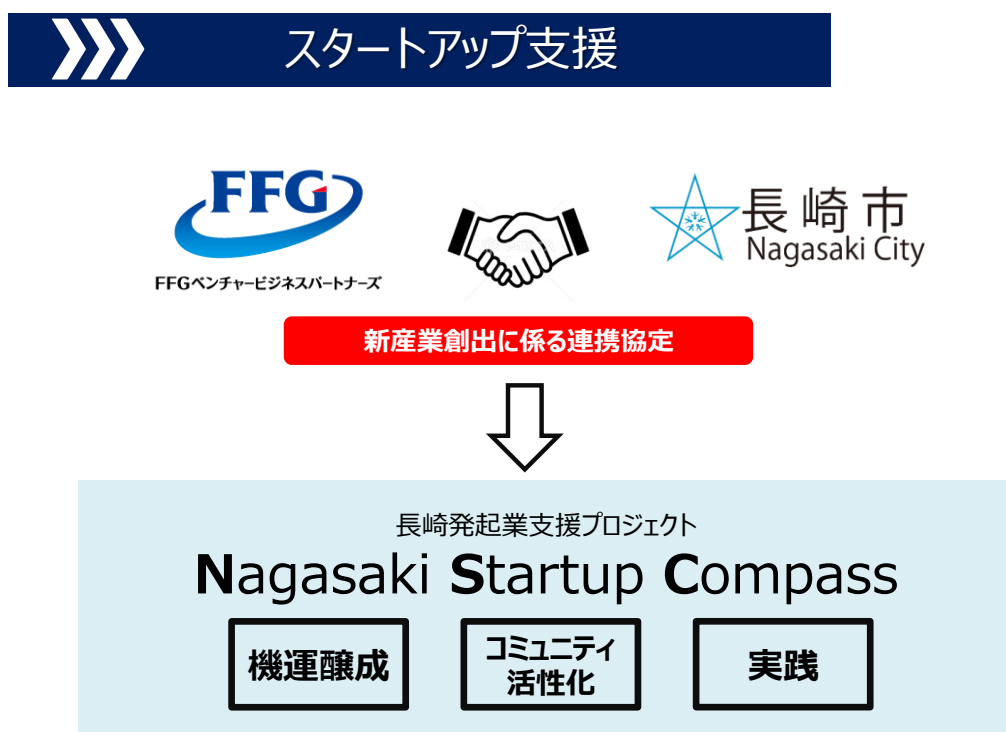 スタートアップ支援
FFG
FFGベンチャービジネスパートナーズ
長崎市
Nagasaki City
新産業創出に係る連携協定
長崎発起業支援プロジェクト
Nagasaki Startup Compass
機運醸成
コミュニティ
活性化
実践